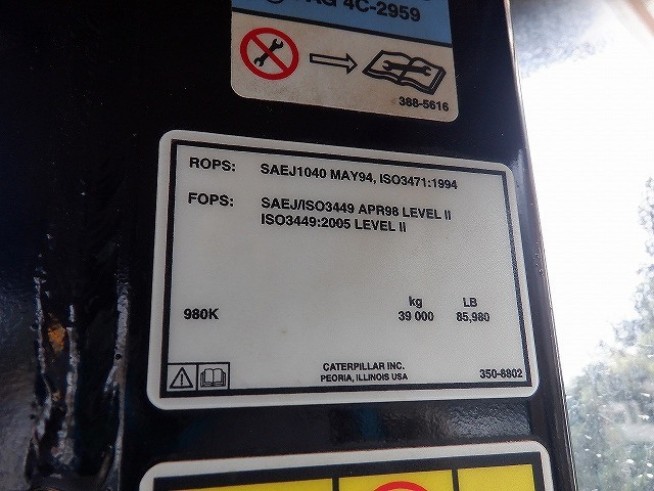 4C-2959
388-5616
ROPS: SAEJ1040 MAY94, ISO3471:1994
FOPS: SAEJ/ISO3449 APR98 LEVEL II
ISO3449:2005 LEVEL II
kg LB
980K 39 000 85,980
CATERPILLAR INC.
PEORIA, ILLINOIS USA
350-8802